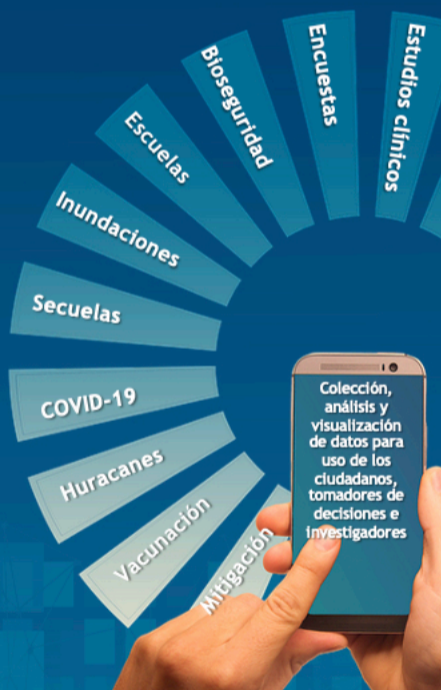 Estudios clínicos
Encuestas
Bioseguridad
Escuelas
Inundaciones
Secuelas
COVID-19
Huracanes
Vacunación
Mitigación
Colección,
análisis y
visualización
de datos para
uso de los
ciudadanos,
tomadores de
decisiones e
investigadores